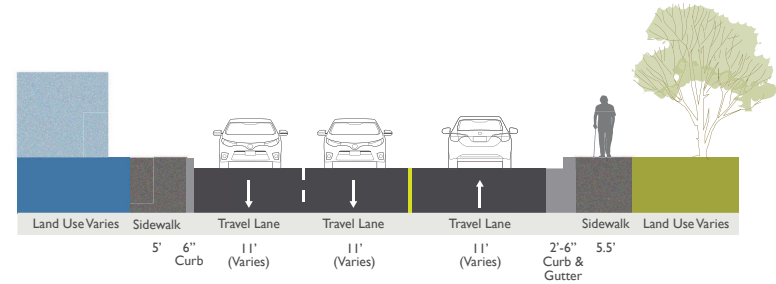 Land Use Varies Sidewalk Travel Lane Travel Lane Travel Lane Sidewalk Land Use Varies
5' 6" 11' 11' 11' 2'-6" 5.5'
Curb (Varies) (Varies) (Varies) Curb &
Gutter